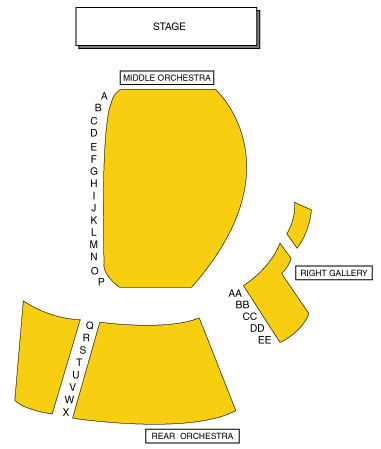 STAGE
MIDDLE ORCHESTRA
A
B
C
D
E
F
G
H
I
J
K
L
M
N
O
P
RIGHT GALLERY
AA
BB
CC
DD
EE
Q
R
S
T
U
V
W
X
REAR ORCHESTRA